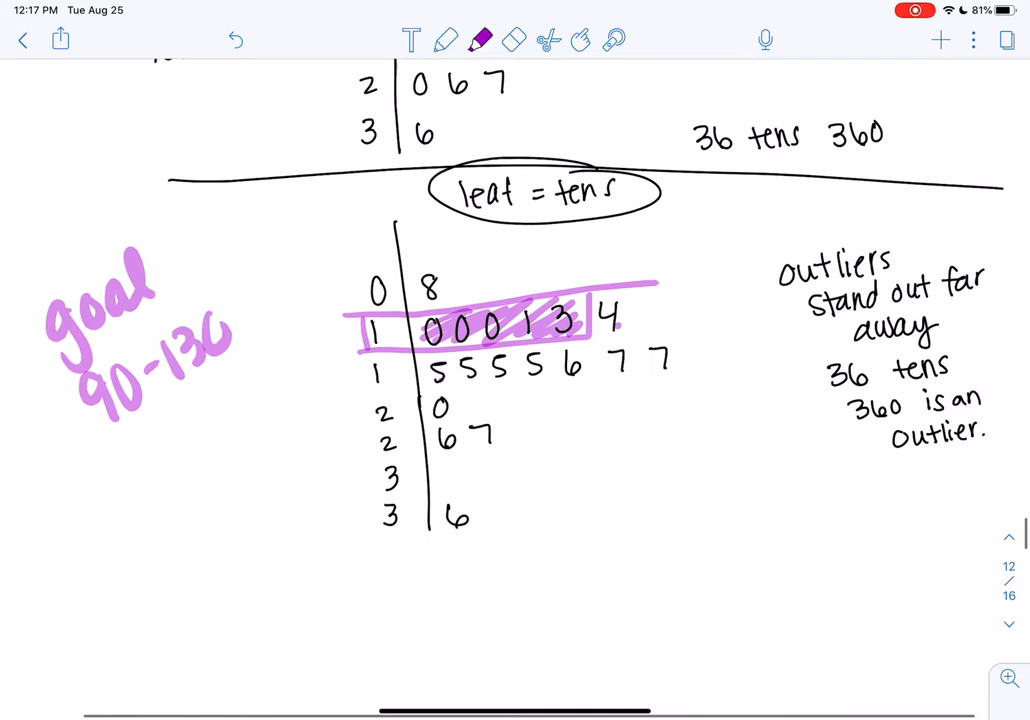 12:17 PM Tue Aug 25
81%
2 | 0 6 7
3 | 6
36 tens 360
leaf = tens
goal
90-130
0 | 8
1 | 0 0 0 1 3 4
1 | 5 5 5 5 6 7 7
2 | 0
2 | 6 7
3 |
3 | 6
outliers
stand out far
away
36 tens
360 is an
outlier.
12
/
16